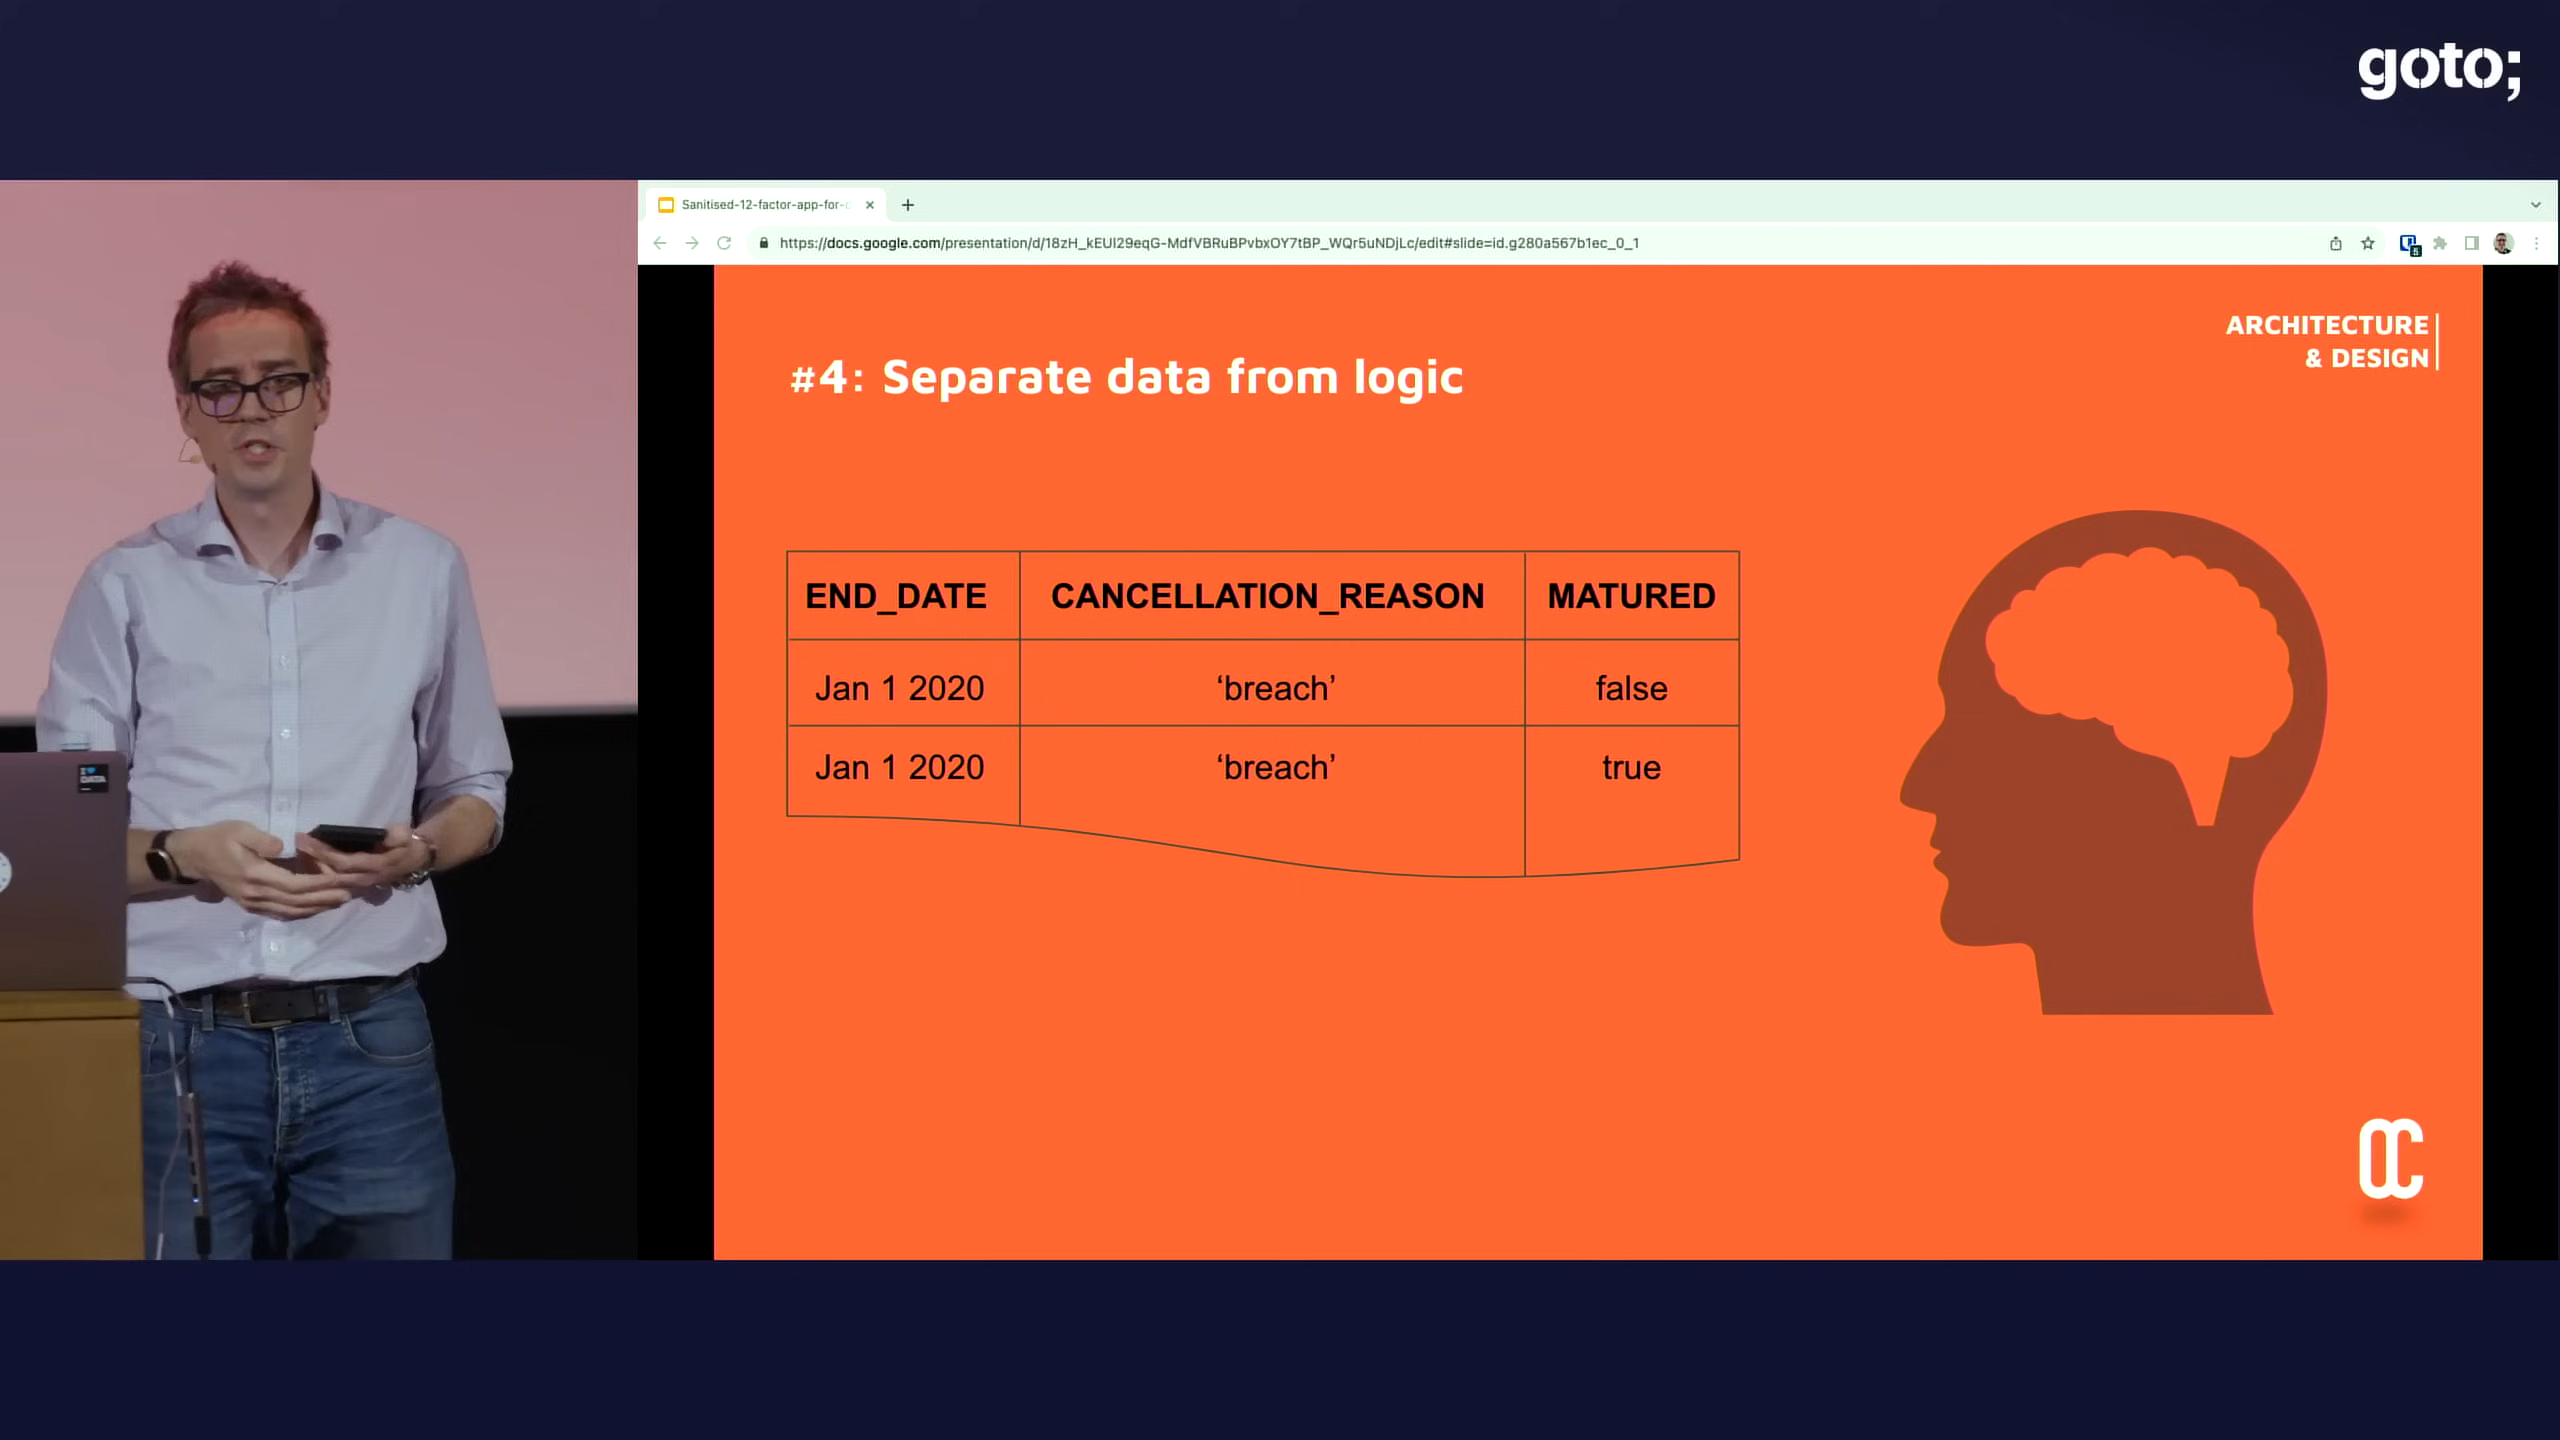 goto;
Sanitised-12-factor-app-for-
https://docs.google.com/presentation/d/18zH_kEUI29eqG-MdfVBRuBPvbxOY7tBP_WQr5uNDjLc/edit#slide=id.g280a567b1ec_0_1
ARCHITECTURE
& DESIGN
#4: Separate data from logic
END_DATE CANCELLATION_REASON MATURED
Jan 1 2020 ‘breach’ false
Jan 1 2020 ‘breach’ true
I DATA